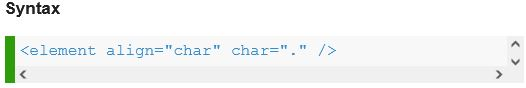 Syntax
<element align="char" char="." />